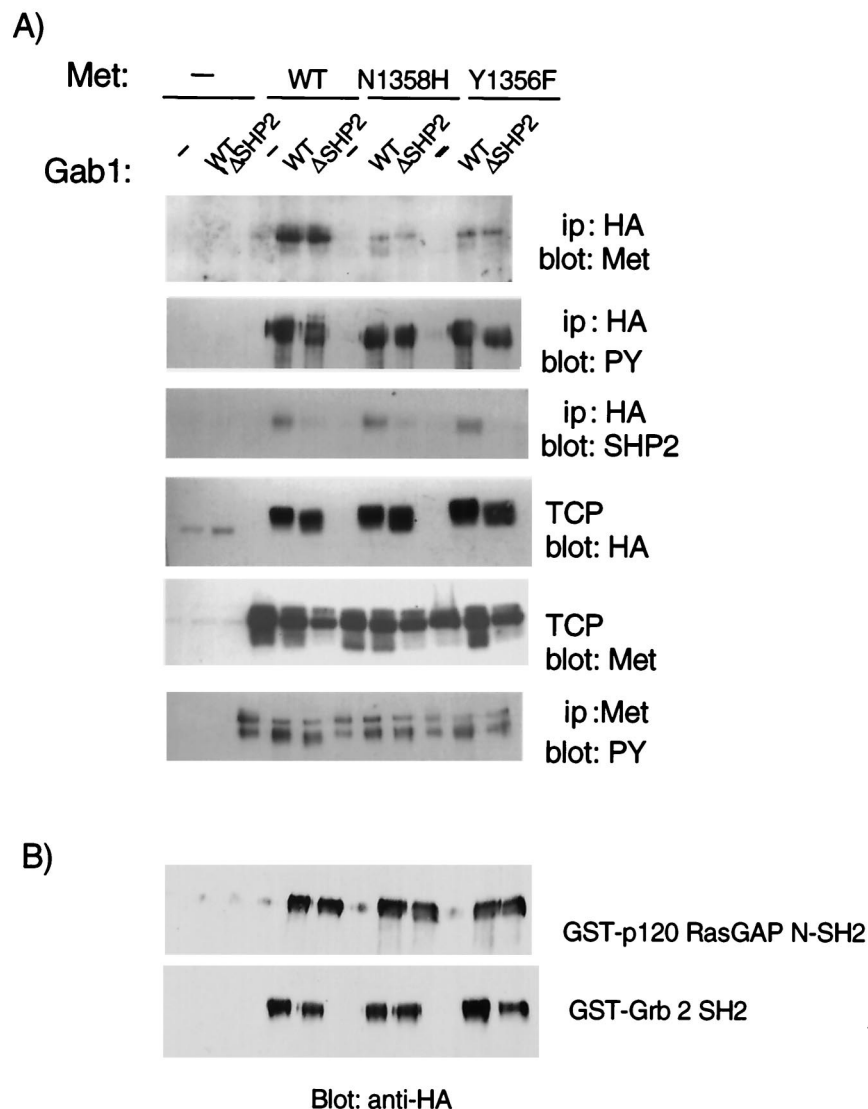 A)
Met: – WT N1358H Y1356F
Gab1: - WT ΔSHP2 - WT ΔSHP2 - WT ΔSHP2 - WT ΔSHP2
ip: HA
blot: Met
ip: HA
blot: PY
ip: HA
blot: SHP2
TCP
blot: HA
TCP
blot: Met
ip:Met
blot: PY
B)
GST-p120 RasGAP N-SH2
GST-Grb 2 SH2
Blot: anti-HA